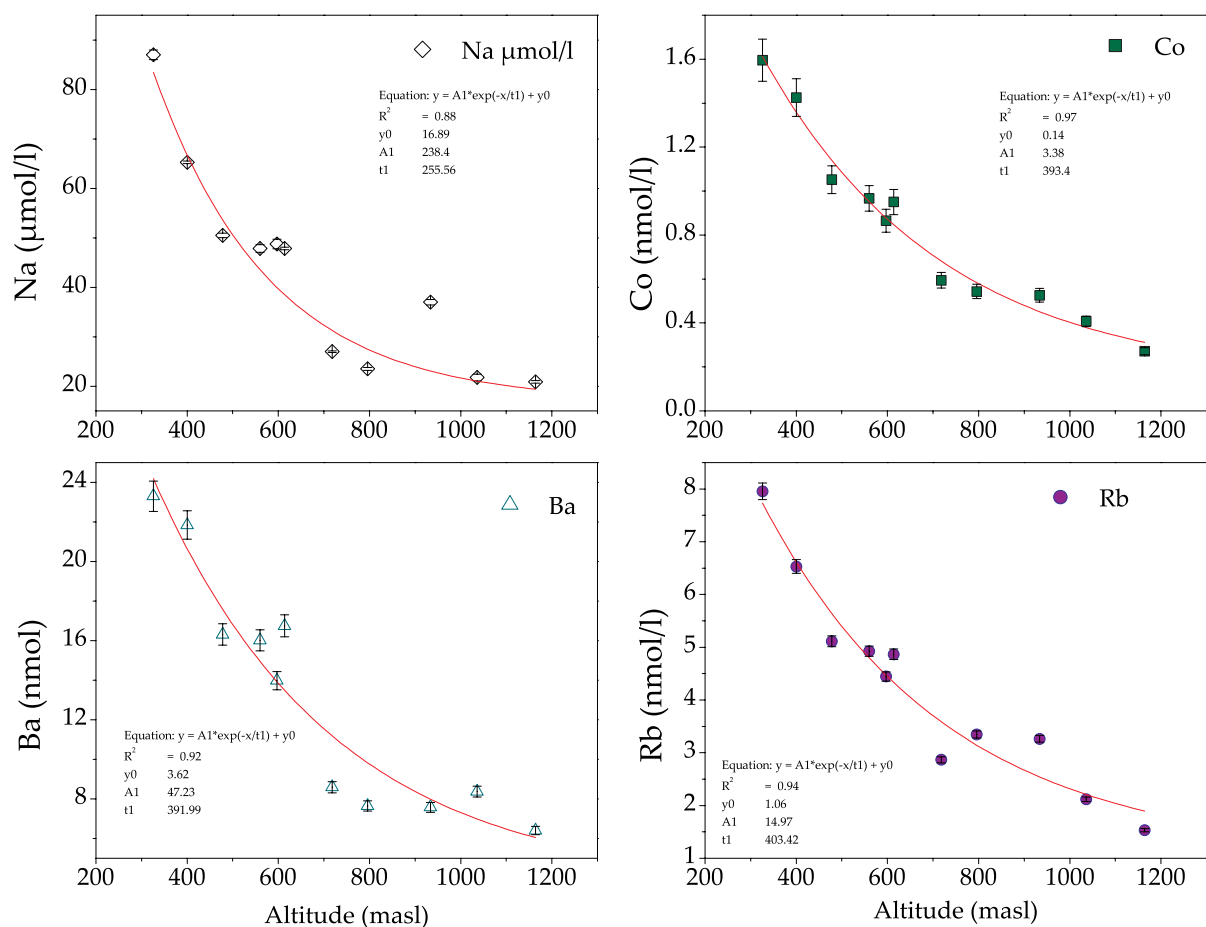 Na (µmol/l)
80
60
40
20
200
400
600
800
1000
1200
Na µmol/l
Equation: y = A1*exp(-x/t1) + y0
R² = 0.88
y0 16.89
A1 238.4
t1 255.56
Co (nmol/l)
1.6
1.2
0.8
0.4
0.0
200
400
600
800
1000
1200
Co
Equation: y = A1*exp(-x/t1) + y0
R² = 0.97
y0 0.14
A1 3.38
t1 393.4
Ba (nmol)
24
20
16
12
8
200
400
600
800
1000
1200
Altitude (masl)
Ba
Equation: y = A1*exp(-x/t1) + y0
R² = 0.92
y0 3.62
A1 47.23
t1 391.99
Rb (nmol/l)
8
7
6
5
4
3
2
1
200
400
600
800
1000
1200
Altitude (masl)
Rb
Equation: y = A1*exp(-x/t1) + y0
R² = 0.94
y0 1.06
A1 14.97
t1 403.42